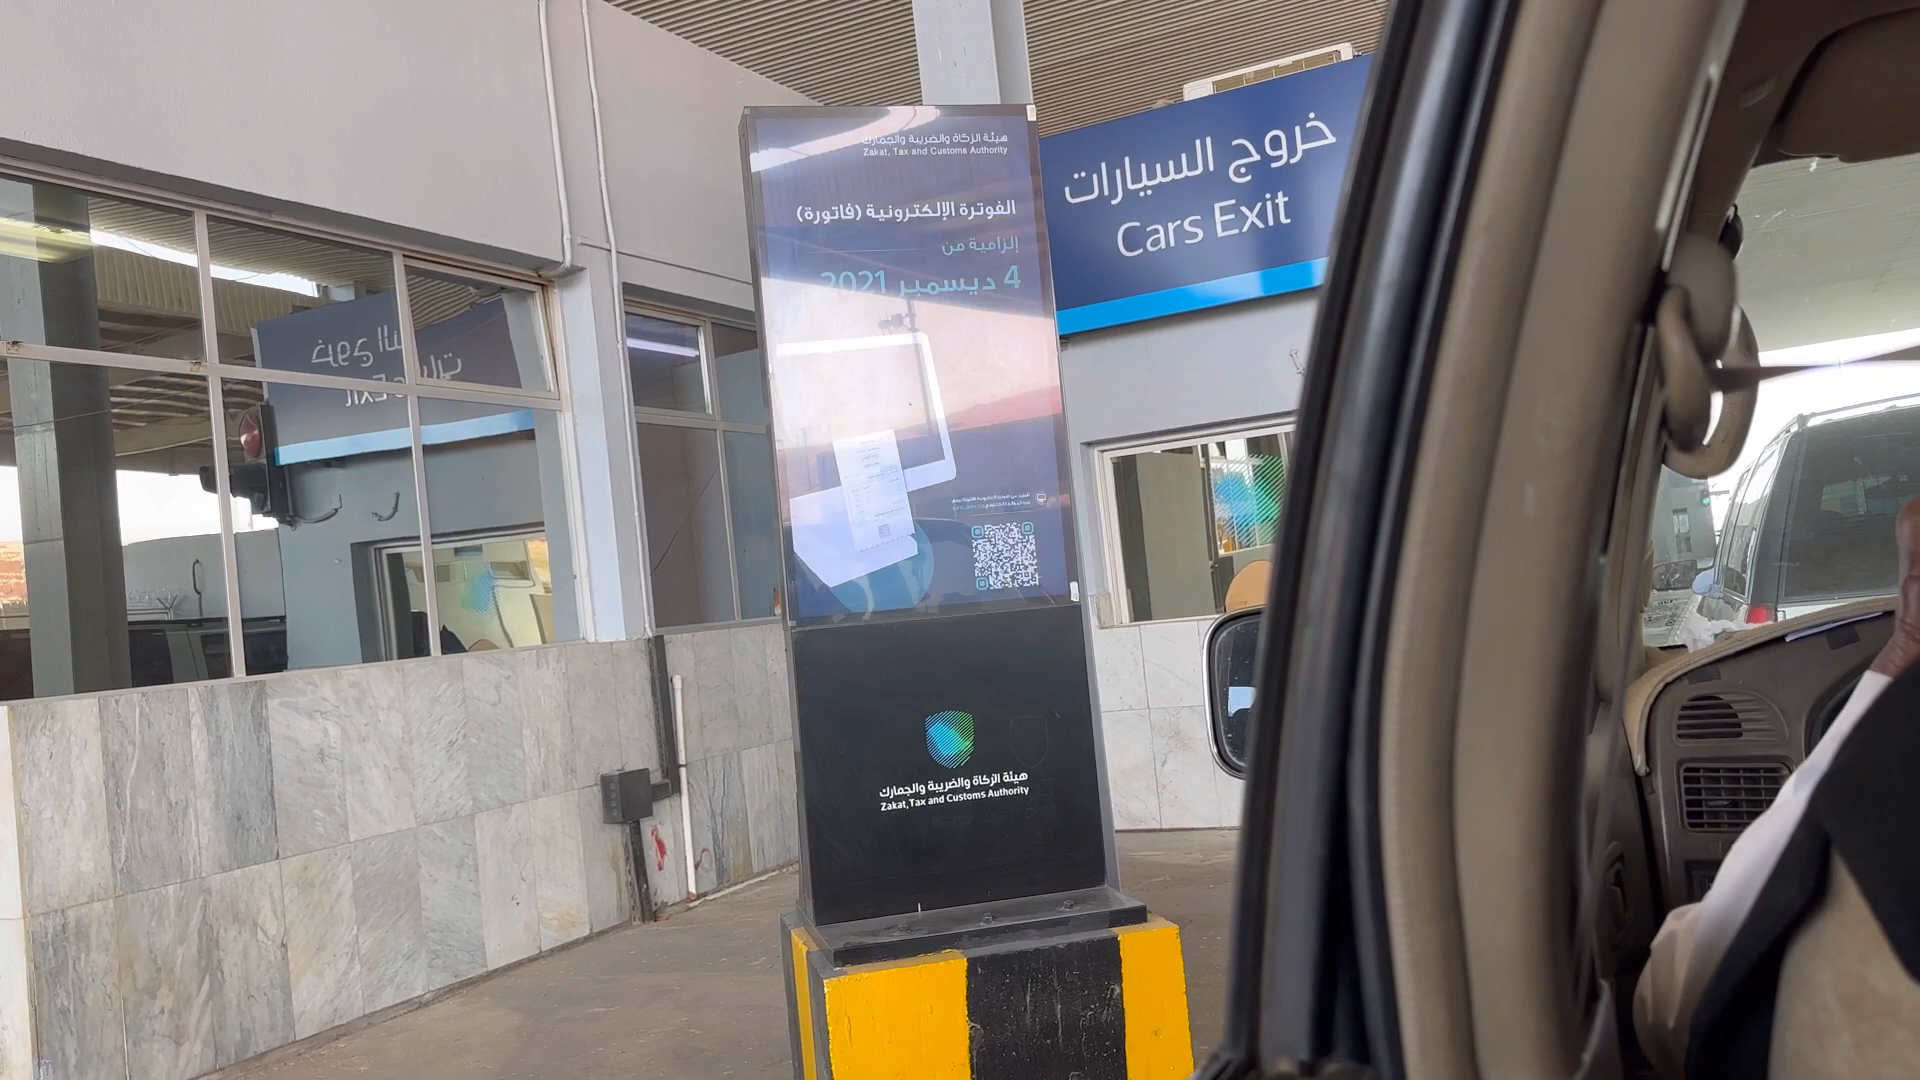 هيئة الزكاة والضريبة والجمارك
Zakat, Tax and Customs Authority
الفوترة الإلكترونية (فاتورة)
إلزامية من
4 ديسمبر 2021
خروج السيارات
Cars Exit
هيئة الزكاة والضريبة والجمارك
Zakat, Tax and Customs Authority